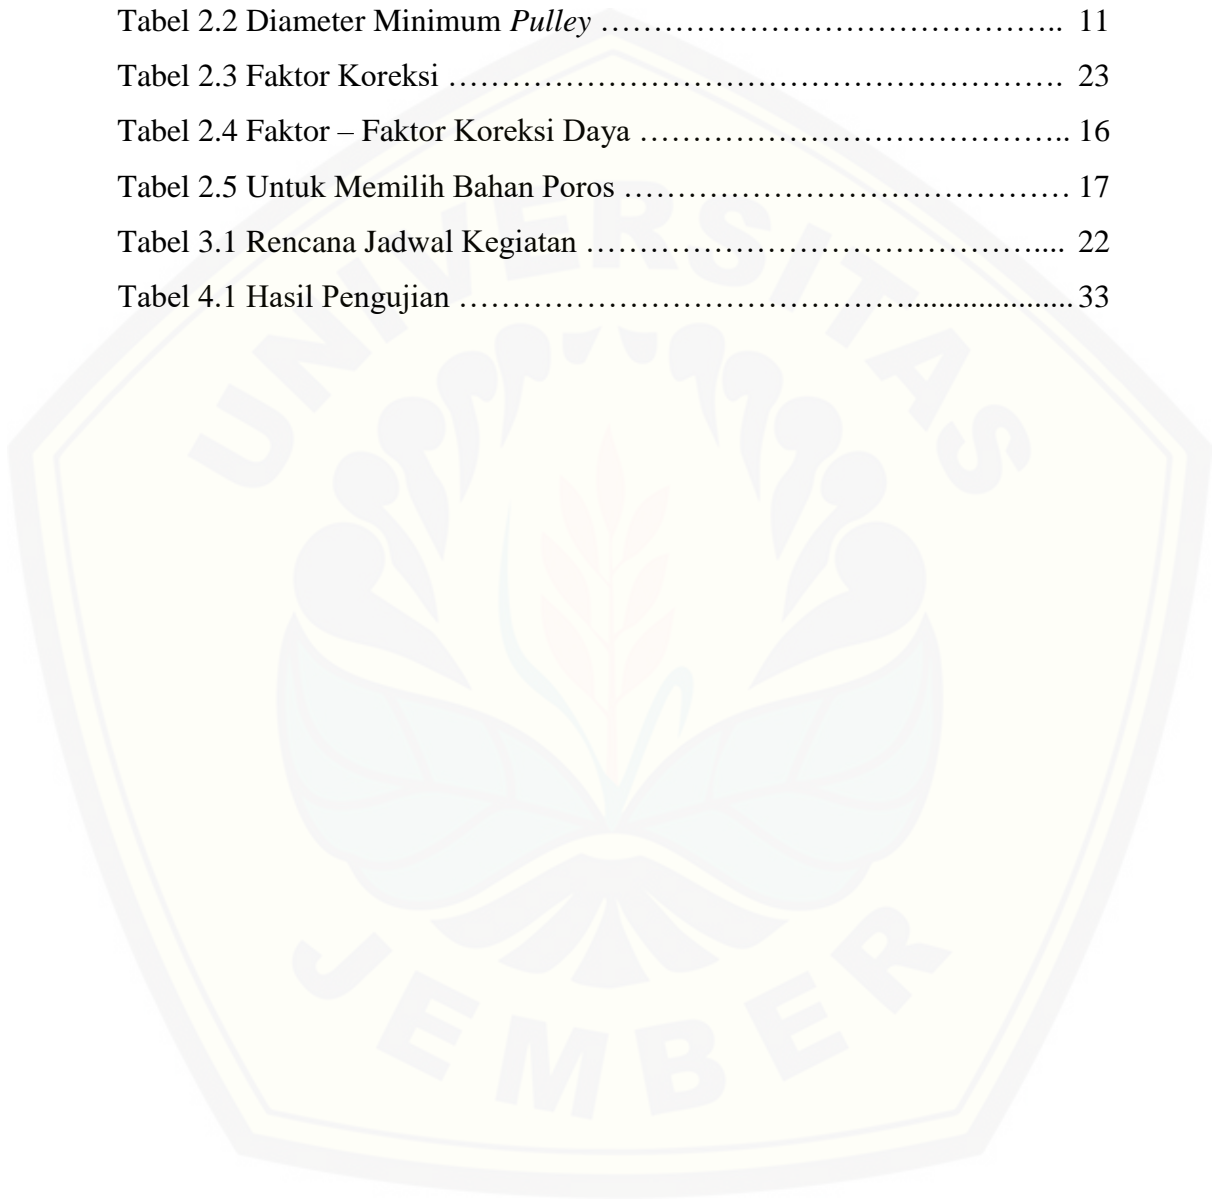 Tabel 2.2 Diameter Minimum Pulley …………………………………………….. 11
Tabel 2.3 Faktor Koreksi ……………………………………………………………… 23
Tabel 2.4 Faktor – Faktor Koreksi Daya ………………………………………….. 16
Tabel 2.5 Untuk Memilih Bahan Poros …………………………………………… 17
Tabel 3.1 Rencana Jadwal Kegiatan ……………………………………………... 22
Tabel 4.1 Hasil Pengujian …………………………………………..................... 33
UNIVERSITAS
JEMBER